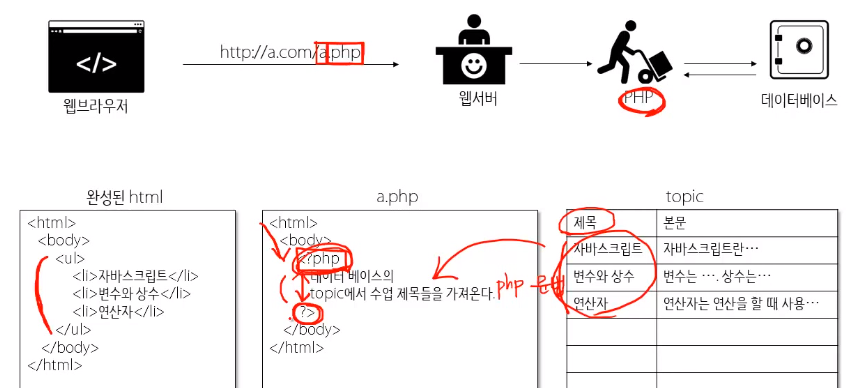 http://a.com/a.php
</>
웹브라우저
웹서버
PHP
데이터베이스
완성된 html
<html>
<body>
<ul>
<li>자바스크립트</li>
<li>변수와 상수</li>
<li>연산자</li>
</ul>
</body>
</html>
a.php
<html>
<body>
<?php
데이터 베이스의
topic에서 수업 제목들을 가져온다.
?>
</body>
</html>
php 문법
topic
제목 본문
자바스크립트 자바스크립트란…
변수와 상수 변수는 …. 상수는…
연산자 연산자는 연산을 할 때 사용…